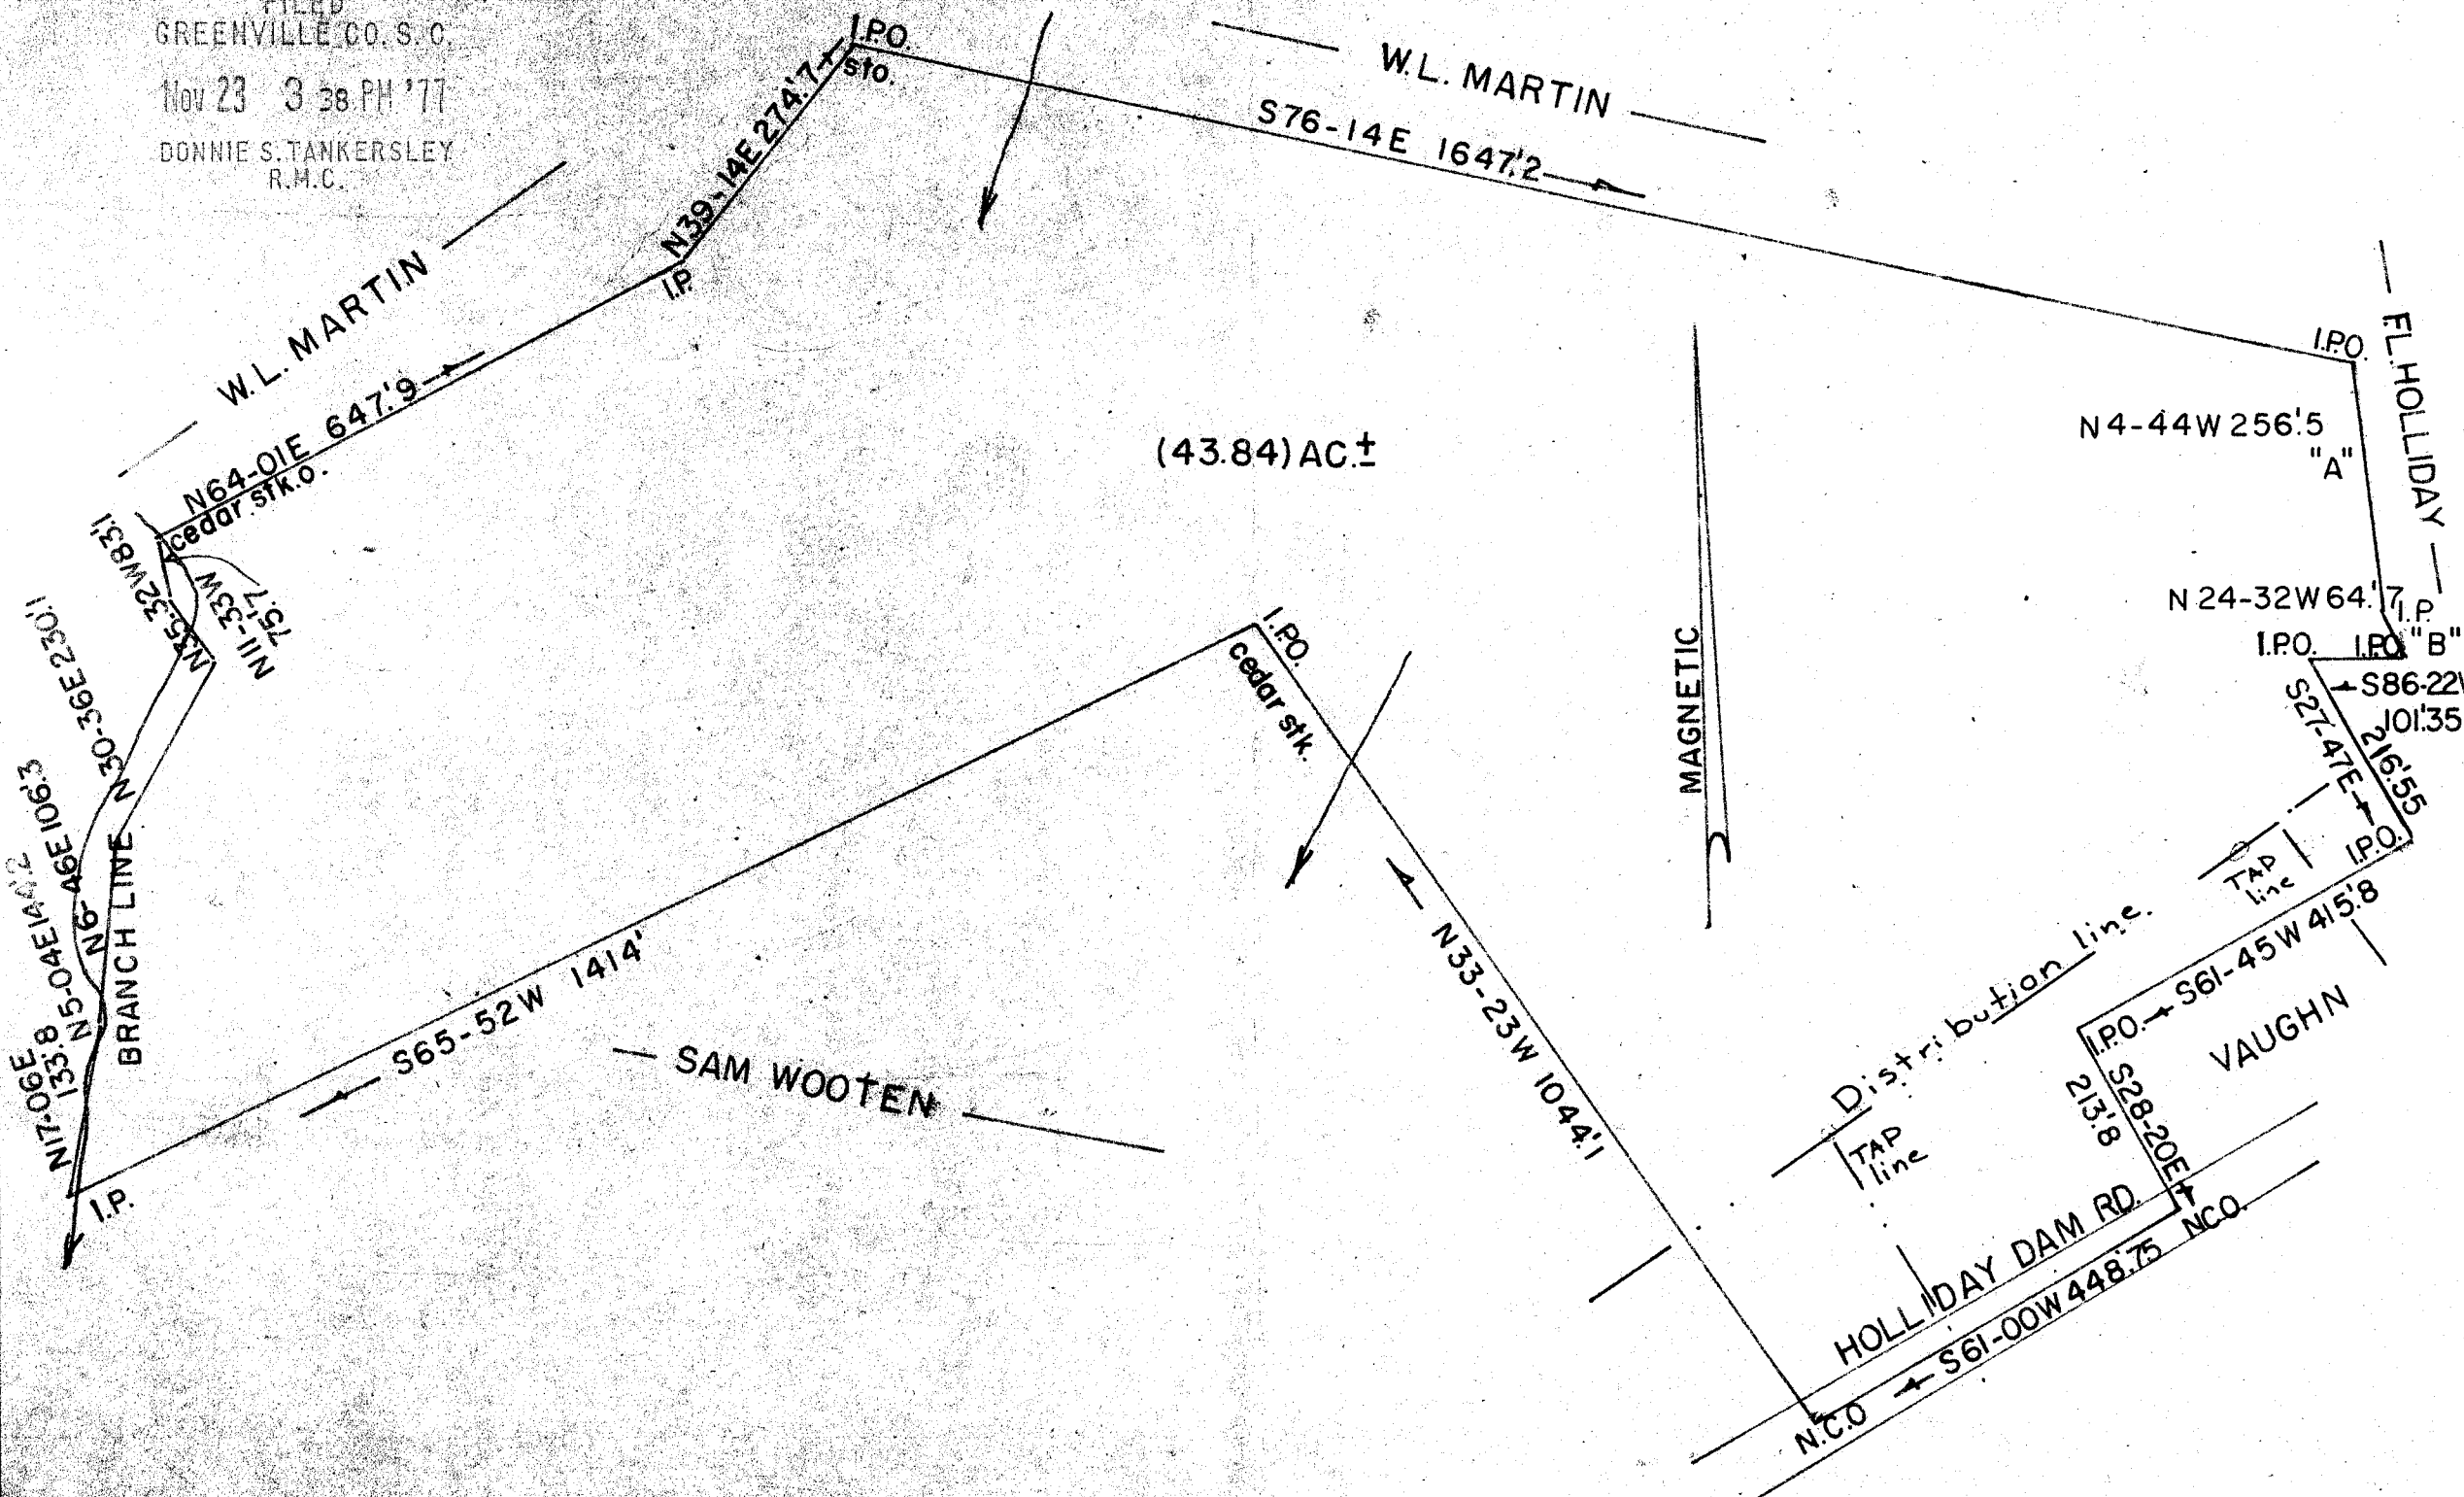 FILED
GREENVILLE CO. S. C.
Nov 23 3 38 PM '77
DONNIE S. TANKERSLEY
R.M.C.
I.P.O.
sto.
N39-14E 274.'7
I.P.
W.L. MARTIN
S76-14E 1647.'2
W.L. MARTIN
N64-01E 647.'9
cedar stk.o.
(43.84) AC.±
I.P.O.
F.L. HOLLIDAY
N4-44W 256.'5
"A"
N24-32W 64.'7
I.P.
I.P.O. I.P.O. "B"
S86-22W
101.'35
S27-47E
216.'55
I.P.O.
N35-32W 83.'1
N11-33W
75.'7
N30-36E 230.'1
N6-46E 106.'3
N5-04E 144.'2
N17-06E
133.'8
BRANCH LINE
I.P.
S65-52W 1414'
SAM WOOTEN
I.P.O.
cedar stk.
N33-23W 1044.'1
MAGNETIC
Distribution line.
TAP
line
TAP
line
S61-45W 415.'8
I.P.O.
VAUGHN
S28-20E
213.'8
HOLLIDAY DAM RD.
N.C.O.
S61-00W 448.'75
N.C.O